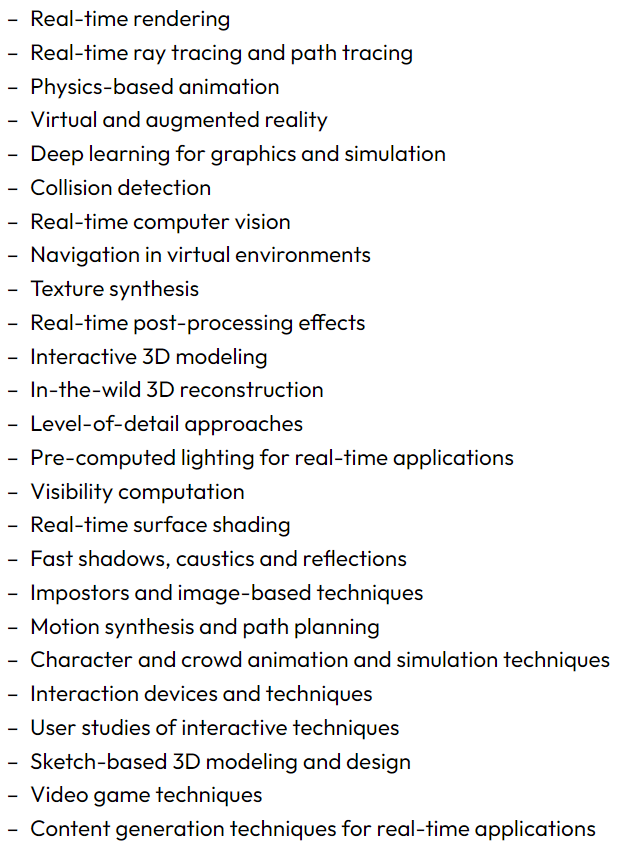 – Real-time rendering
– Real-time ray tracing and path tracing
– Physics-based animation
– Virtual and augmented reality
– Deep learning for graphics and simulation
– Collision detection
– Real-time computer vision
– Navigation in virtual environments
– Texture synthesis
– Real-time post-processing effects
– Interactive 3D modeling
– In-the-wild 3D reconstruction
– Level-of-detail approaches
– Pre-computed lighting for real-time applications
– Visibility computation
– Real-time surface shading
– Fast shadows, caustics and reflections
– Impostors and image-based techniques
– Motion synthesis and path planning
– Character and crowd animation and simulation techniques
– Interaction devices and techniques
– User studies of interactive techniques
– Sketch-based 3D modeling and design
– Video game techniques
– Content generation techniques for real-time applications